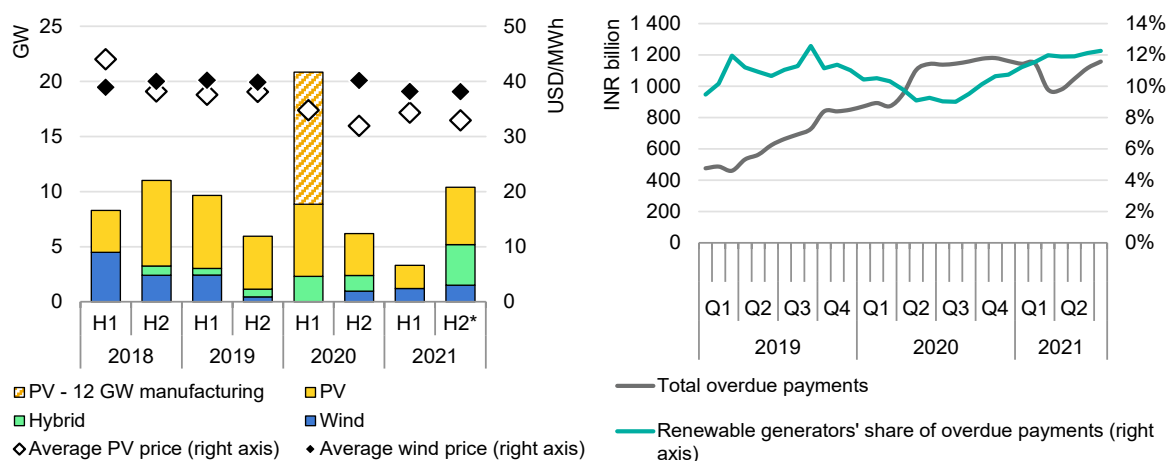 GW
25
20
15
10
5
0
50
40
30
20
10
0
USD/MWh
H1 H2 H1 H2 H1 H2 H1 H2*
2018 2019 2020 2021
PV - 12 GW manufacturing PV
Hybrid Wind
Average PV price (right axis) Average wind price (right axis)
INR billion
1 400
1 200
1 000
800
600
400
200
0
14%
12%
10%
8%
6%
4%
2%
0%
Q1 Q2 Q3 Q4 Q1 Q2 Q3 Q4 Q1 Q2
2019 2020 2021
Total overdue payments
Renewable generators' share of overdue payments (right
axis)